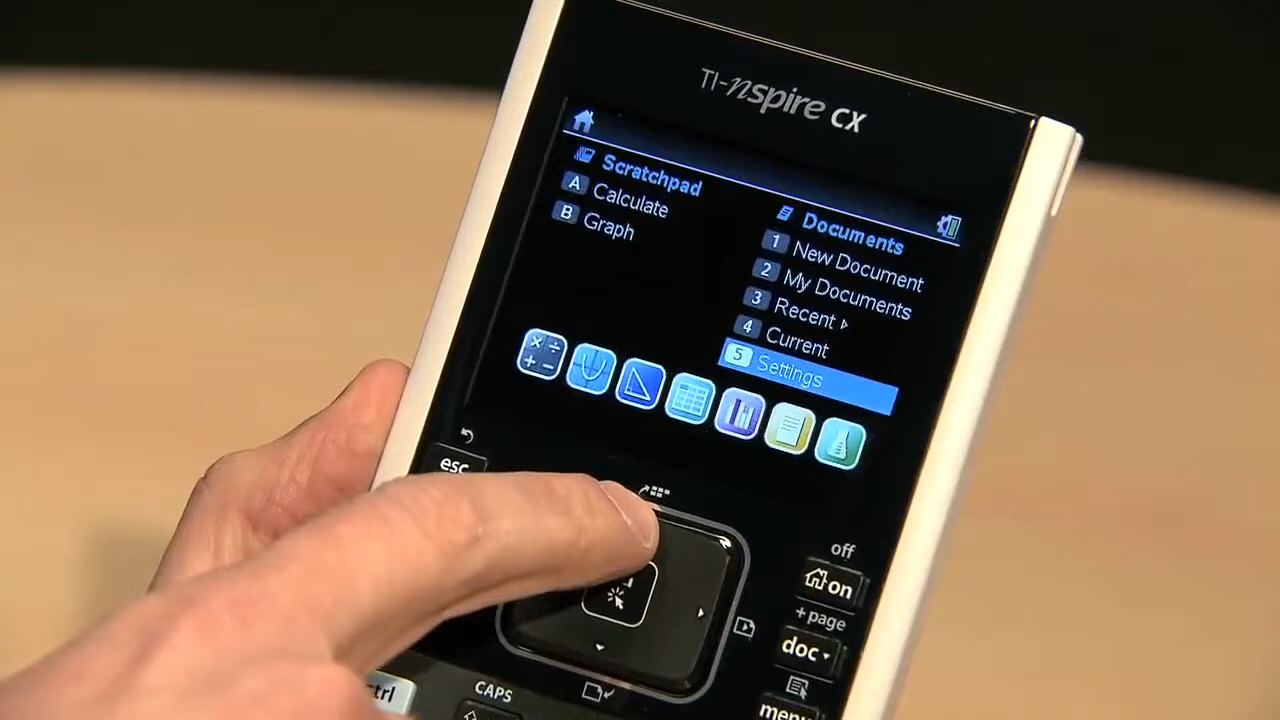 TI-nspire CX
Scratchpad
A Calculate
B Graph
Documents
1 New Document
2 My Documents
3 Recent
4 Current
5 Settings
esc
off
on
+ page
doc
CAPS
menu